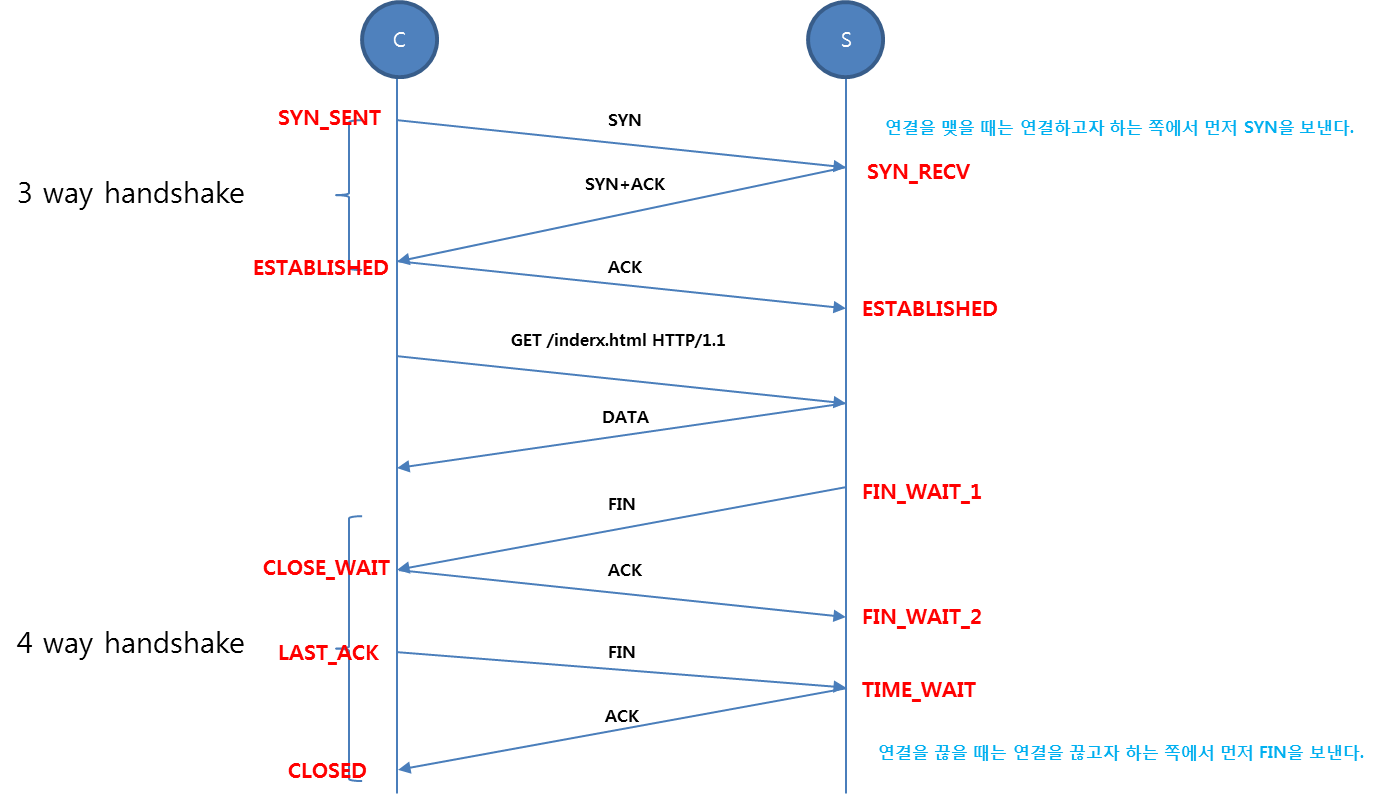 C
S
SYN_SENT
SYN
연결을 맺을 때는 연결하고자 하는 쪽에서 먼저 SYN을 보낸다.
SYN_RECV
3 way handshake
SYN+ACK
ESTABLISHED
ACK
ESTABLISHED
GET /inderx.html HTTP/1.1
DATA
FIN_WAIT_1
FIN
CLOSE_WAIT
ACK
FIN_WAIT_2
4 way handshake
LAST_ACK
FIN
TIME_WAIT
ACK
연결을 끊을 때는 연결을 끊고자 하는 쪽에서 먼저 FIN을 보낸다.
CLOSED